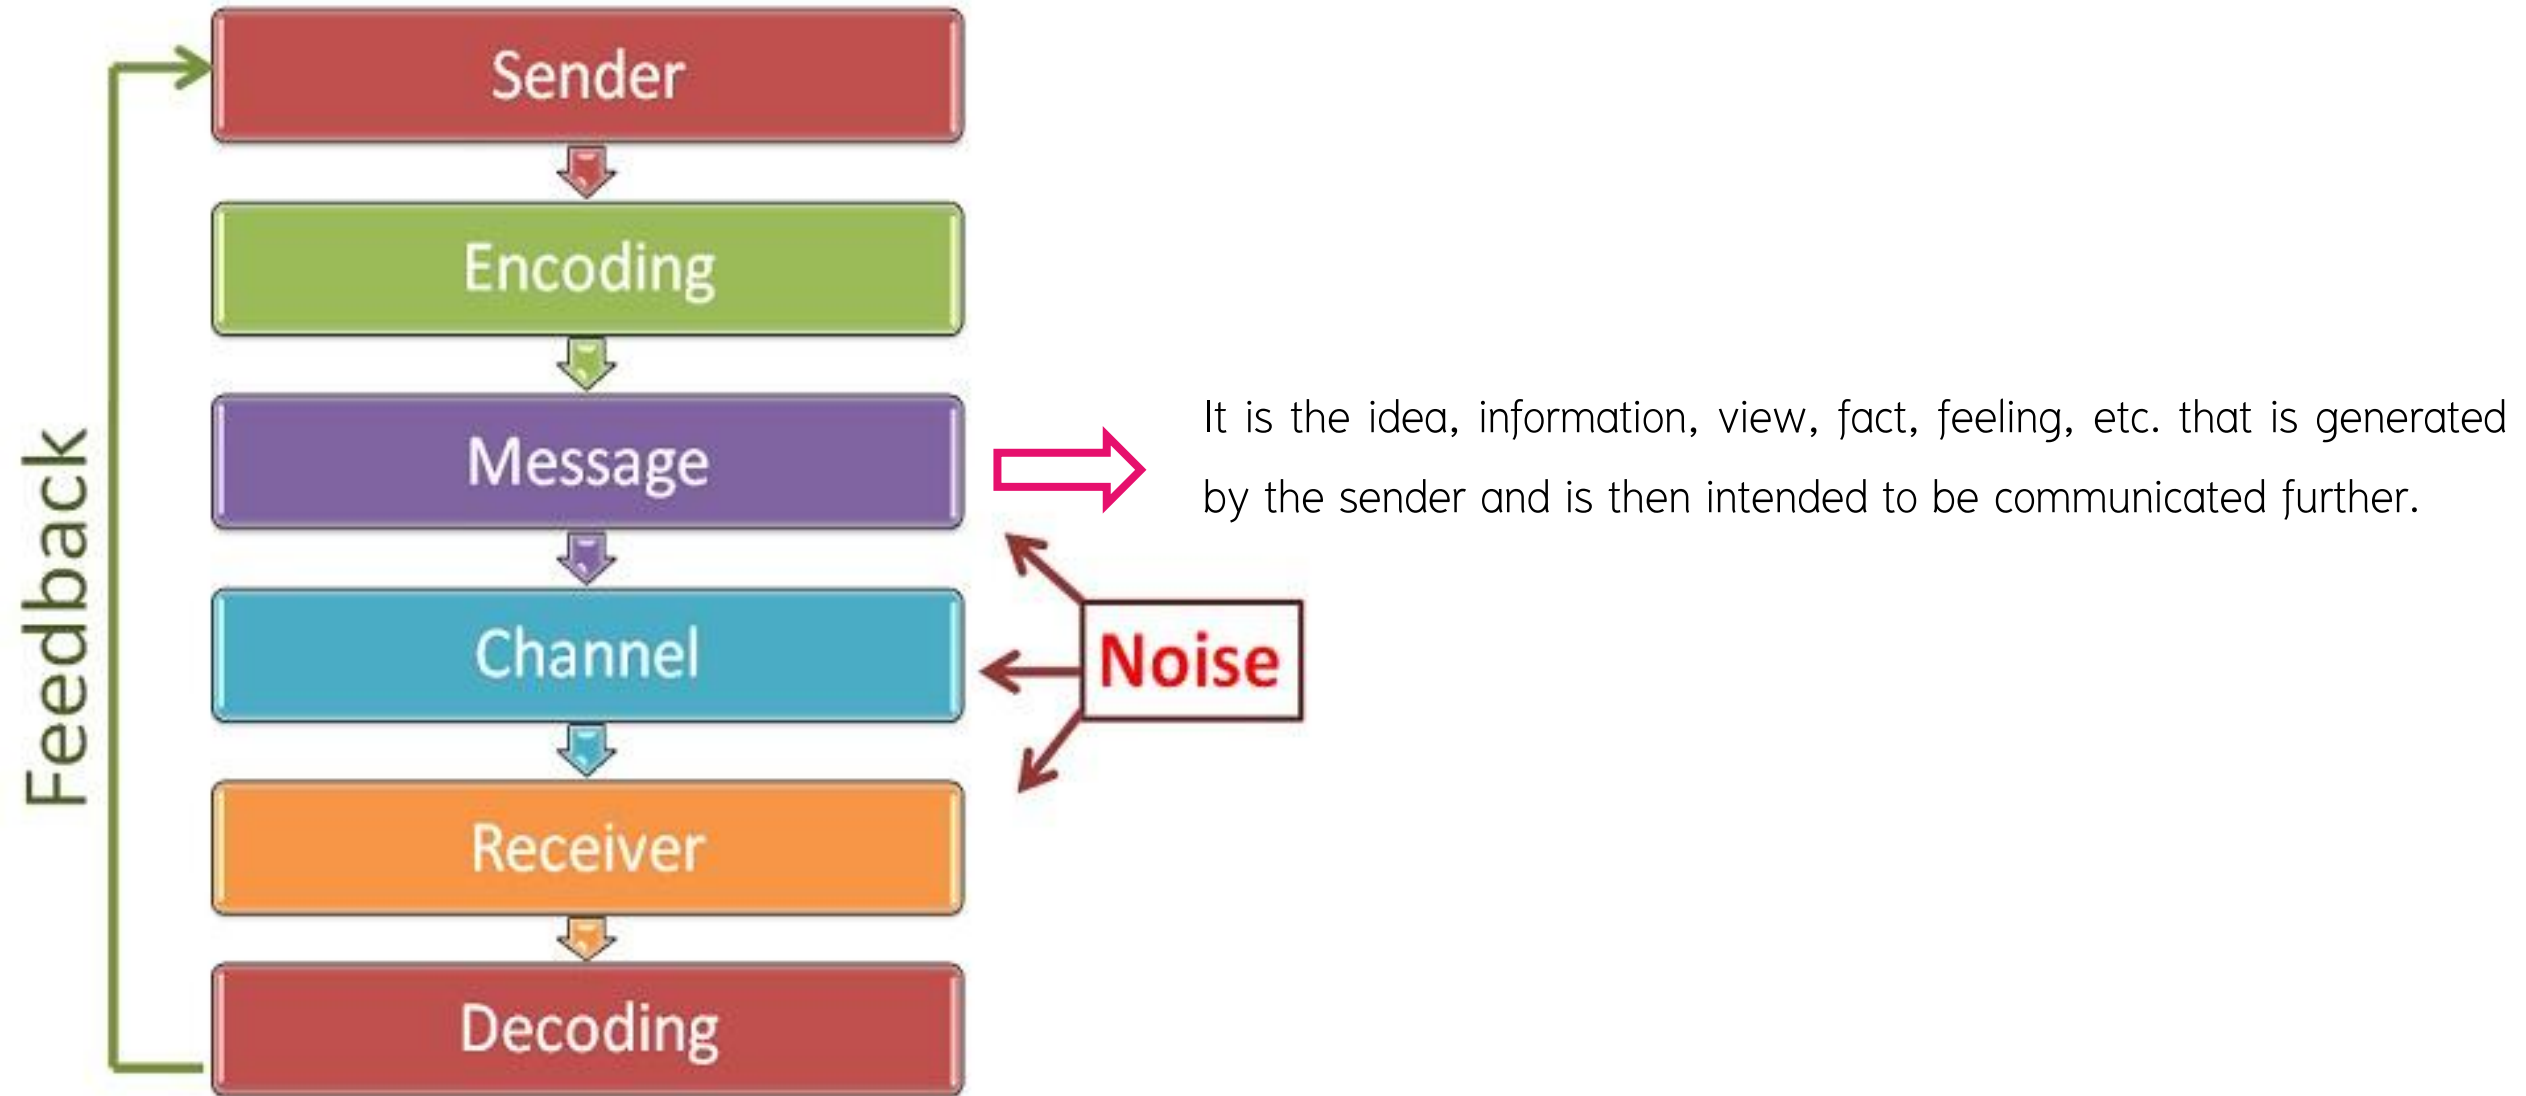 Sender
Encoding
Message
It is the idea, information, view, fact, feeling, etc. that is generated
by the sender and is then intended to be communicated further.
Channel
Noise
Receiver
Decoding
Feedback